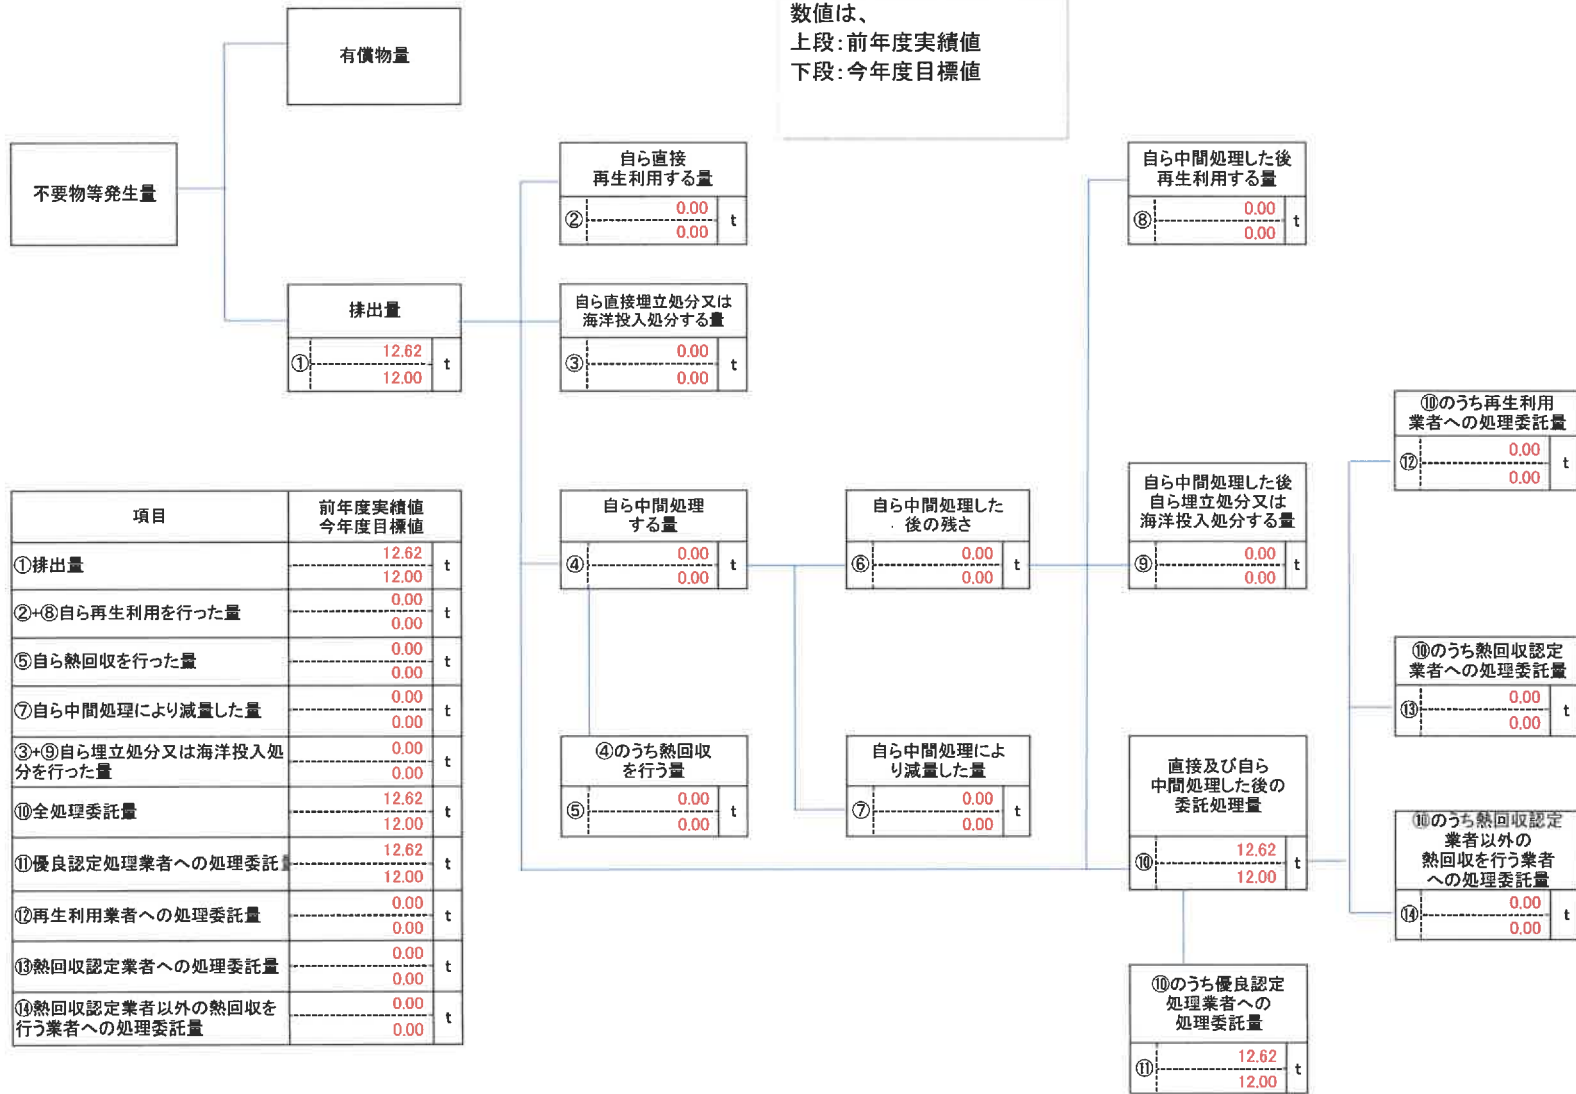 数値は、
上段:前年度実績値
下段:今年度目標値
有償物量
不要物等発生量
排出量
① 12.62 t
12.00
自ら直接
再生利用する量
② 0.00 t
0.00
自ら直接埋立処分又は
海洋投入処分する量
③ 0.00 t
0.00
自ら中間処理した後
再生利用する量
⑧ 0.00 t
0.00
自ら中間処理
する量
④ 0.00 t
0.00
自ら中間処理した
後の残さ
⑥ 0.00 t
0.00
自ら中間処理した後
自ら埋立処分又は
海洋投入処分する量
⑨ 0.00 t
0.00
④のうち熱回収
を行う量
⑤ 0.00 t
0.00
自ら中間処理によ
り減量した量
⑦ 0.00 t
0.00
直接及び自ら
中間処理した後の
委託処理量
⑩ 12.62 t
12.00
⑩のうち優良認定
処理業者への
処理委託量
⑪ 12.62 t
12.00
⑩のうち再生利用
業者への処理委託量
⑫ 0.00 t
0.00
⑩のうち熱回収認定
業者への処理委託量
⑬ 0.00 t
0.00
⑩のうち熱回収認定
業者以外の
熱回収を行う業者
への処理委託量
⑭ 0.00 t
0.00
項目 前年度実績値
今年度目標値
①排出量 12.62 t
12.00
②+⑧自ら再生利用を行った量 0.00 t
0.00
⑤自ら熱回収を行った量 0.00 t
0.00
⑦自ら中間処理により減量した量 0.00 t
0.00
③+⑨自ら埋立処分又は海洋投入処 0.00 t
分を行った量 0.00
⑩全処理委託量 12.62 t
12.00
⑪優良認定処理業者への処理委託 12.62 t
12.00
⑫再生利用業者への処理委託量 0.00 t
0.00
⑬熱回収認定業者への処理委託量 0.00 t
0.00
⑭熱回収認定業者以外の熱回収を 0.00 t
行う業者への処理委託量 0.00